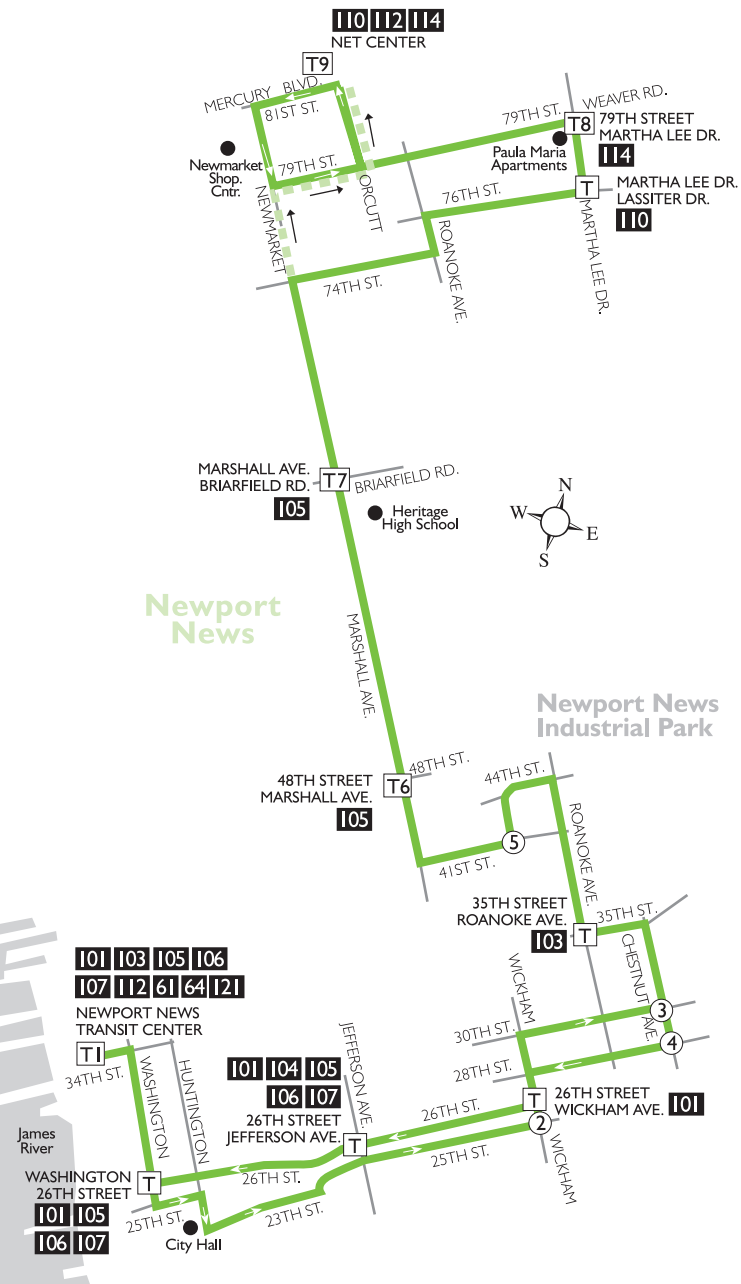 110 112 114
NET CENTER
T9
MERCURY BLVD.
81ST ST.
79TH ST.
WEAVER RD.
T8
79TH STREET
MARTHA LEE DR.
114
Paula Maria
Apartments
Newmarket
Shop.
Cntr.
79TH ST.
ORCUTT
NEWMARKET
76TH ST.
T
MARTHA LEE DR.
LASSITER DR.
110
ROANOKE AVE.
MARTHA LEE DR.
74TH ST.
MARSHALL AVE.
BRIARFIELD RD.
105
T7
BRIARFIELD RD.
Heritage
High School
N
W
E
S
Newport
News
MARSHALL AVE.
Newport News
Industrial Park
48TH STREET
MARSHALL AVE.
105
T6
48TH ST.
44TH ST.
5
41ST ST.
ROANOKE AVE.
35TH STREET
ROANOKE AVE.
103
T
35TH ST.
CHESTNUT AVE.
WICKHAM
3
30TH ST.
4
28TH ST.
101 103 105 106
107 112 61 64 121
NEWPORT NEWS
TRANSIT CENTER
T1
34TH ST.
WASHINGTON
HUNTINGTON
JEFFERSON AVE.
101 104 105
106 107
26TH STREET
JEFFERSON AVE.
T
26TH ST.
T
26TH STREET
WICKHAM AVE. 101
2
25TH ST.
WICKHAM
James
River
WASHINGTON
26TH STREET
T
101 105
106 107
26TH ST.
25TH ST.
23TH ST.
City Hall